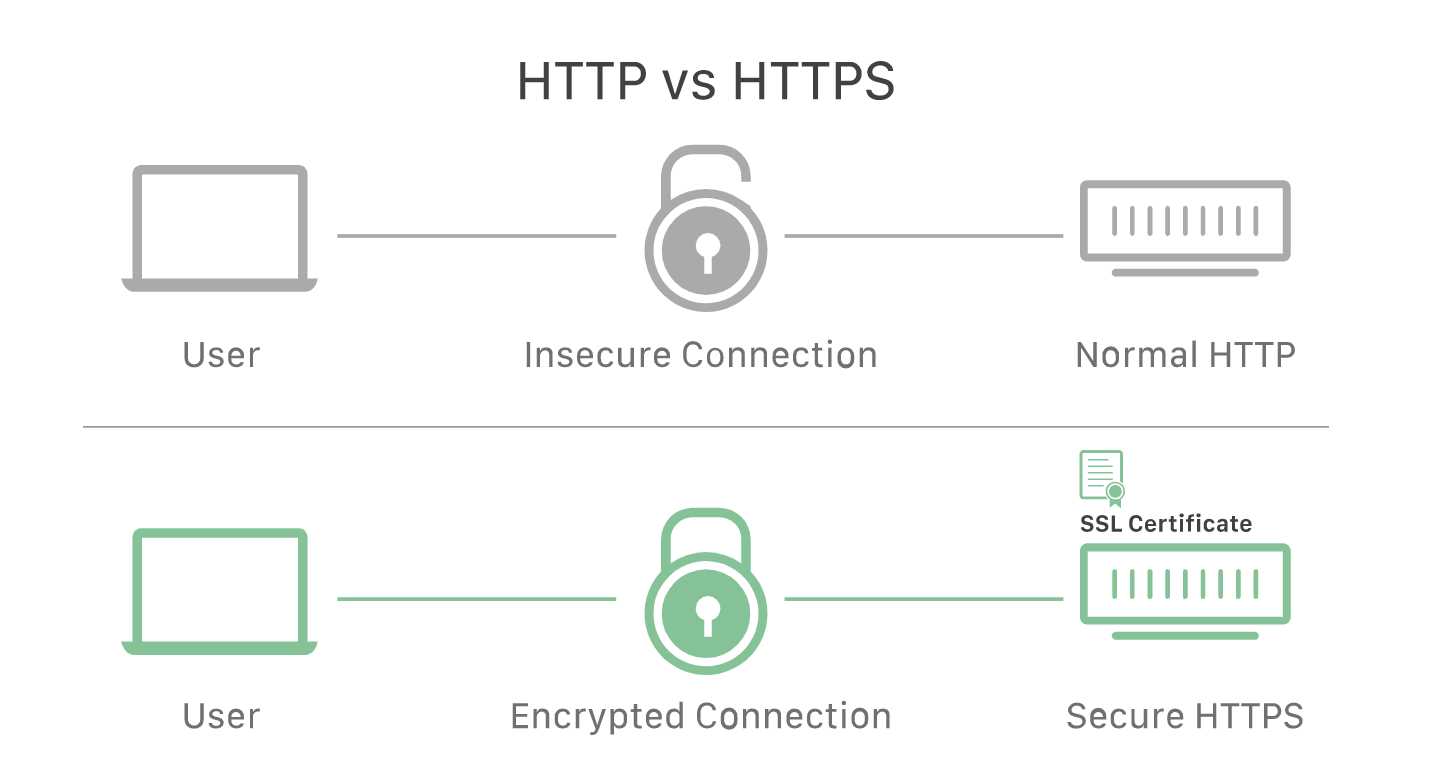 HTTP vs HTTPS
User
Insecure Connection
Normal HTTP
SSL Certificate
User
Encrypted Connection
Secure HTTPS